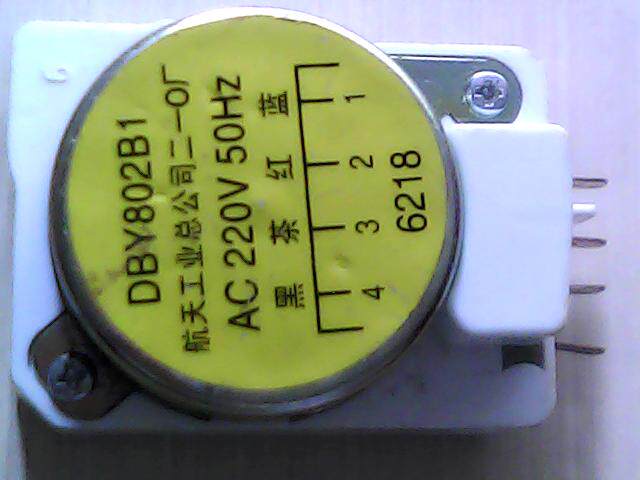 DBY802B1
航天工业总公司二一〇厂
AC 220V 50Hz
黑 茶 红 蓝
4 3 2 1
6218